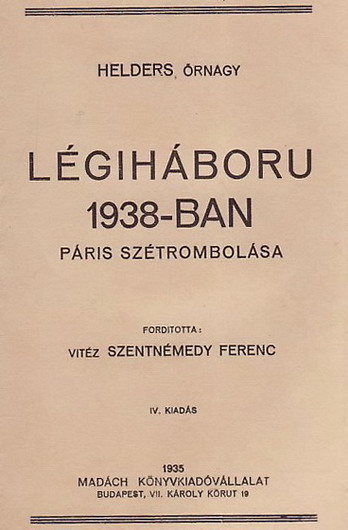 HELDERS, ŐRNAGY
LÉGIHÁBORU
1938-BAN
PÁRIS SZÉTROMBOLÁSA
FORDITOTTA:
VITÉZ SZENTNÉMEDY FERENC
IV. KIADÁS
1935
MADÁCH KÖNYVKIADÓVÁLLALAT
BUDAPEST, VII. KÁROLY KÖRUT 19